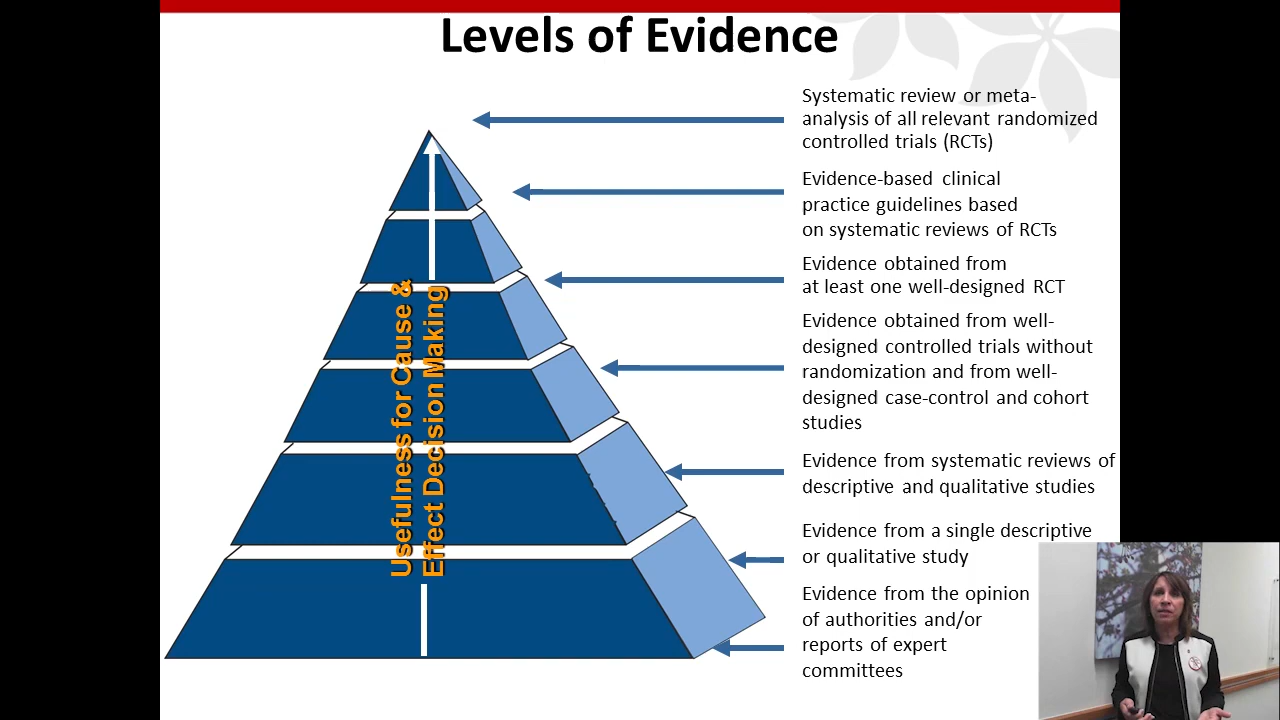 Levels of Evidence
Systematic review or meta-
analysis of all relevant randomized
controlled trials (RCTs)
Evidence-based clinical
practice guidelines based
on systematic reviews of RCTs
Evidence obtained from
at least one well-designed RCT
Evidence obtained from well-
designed controlled trials without
randomization and from well-
designed case-control and cohort
studies
Evidence from systematic reviews of
descriptive and qualitative studies
Evidence from a single descriptive
or qualitative study
Evidence from the opinion
of authorities and/or
reports of expert
committees
Usefulness for Cause &
Effect Decision Making